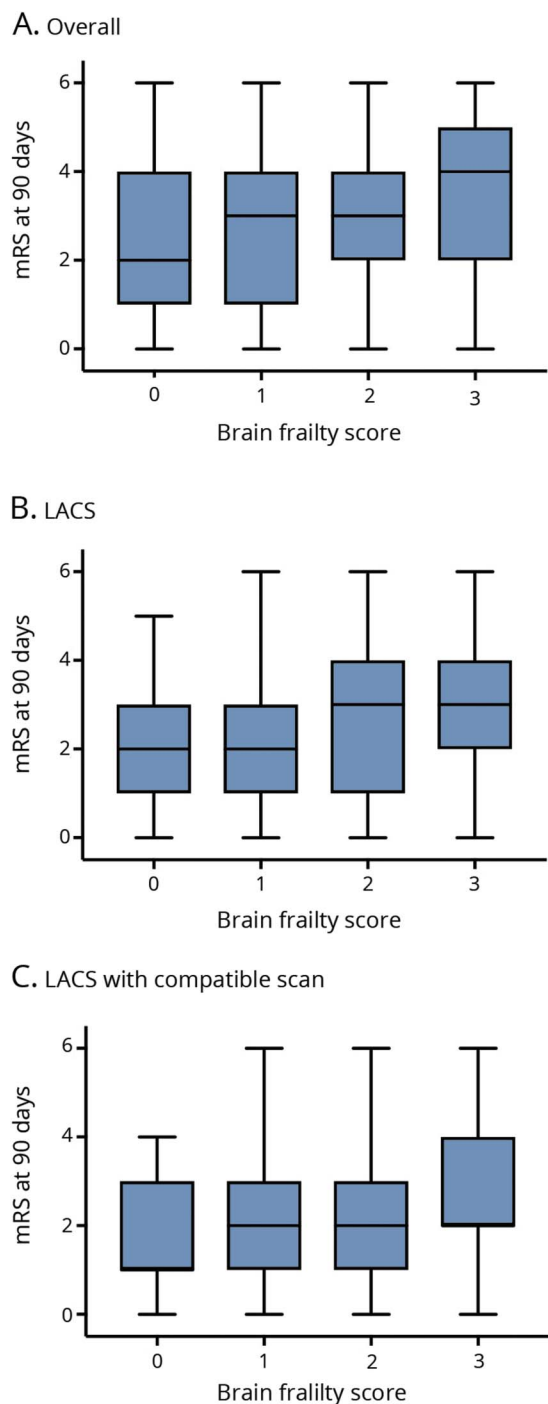 A. Overall
6
4
2
0
mRS at 90 days
0 1 2 3
Brain frailty score
B. LACS
6
4
2
0
mRS at 90 days
0 1 2 3
Brain frailty score
C. LACS with compatible scan
6
4
2
0
mRS at 90 days
0 1 2 3
Brain fralilty score